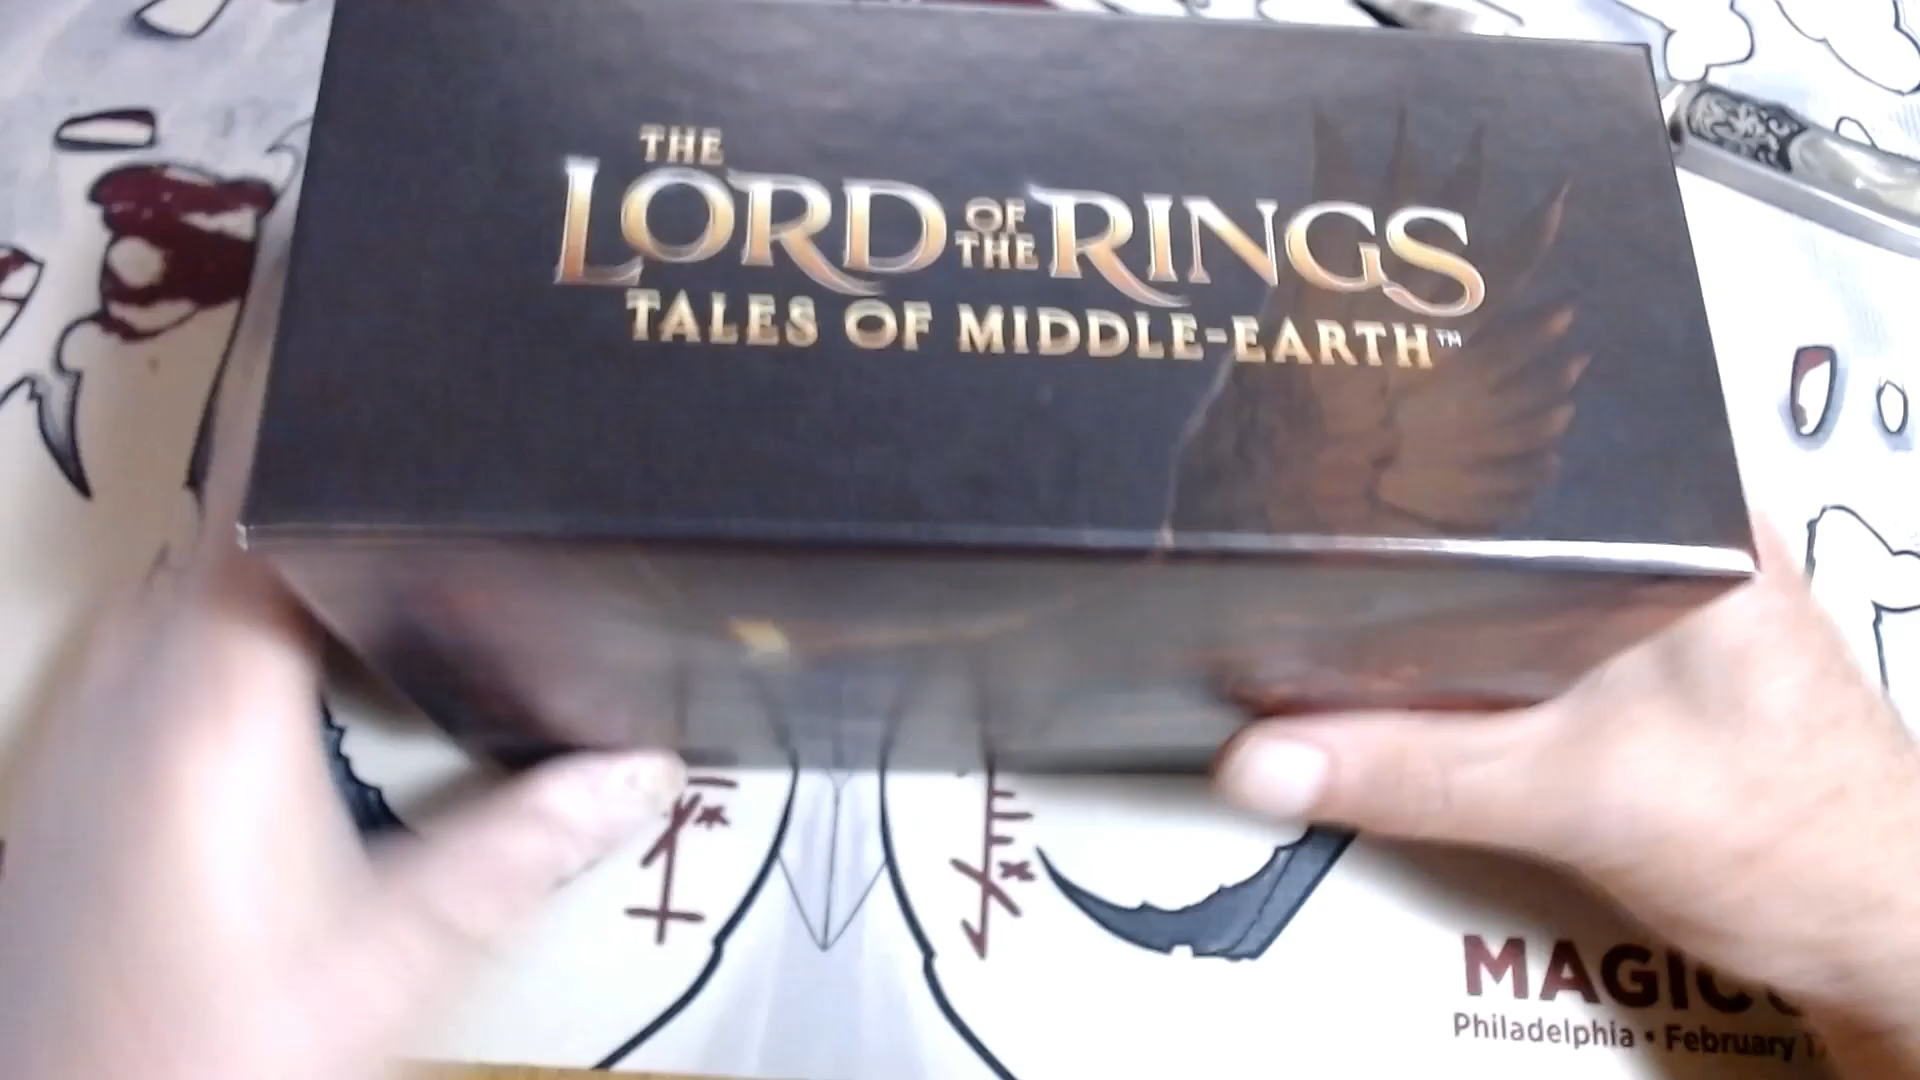 THE
LORD OF THE RINGS
TALES OF MIDDLE-EARTH™
MAGIC
Philadelphia • February